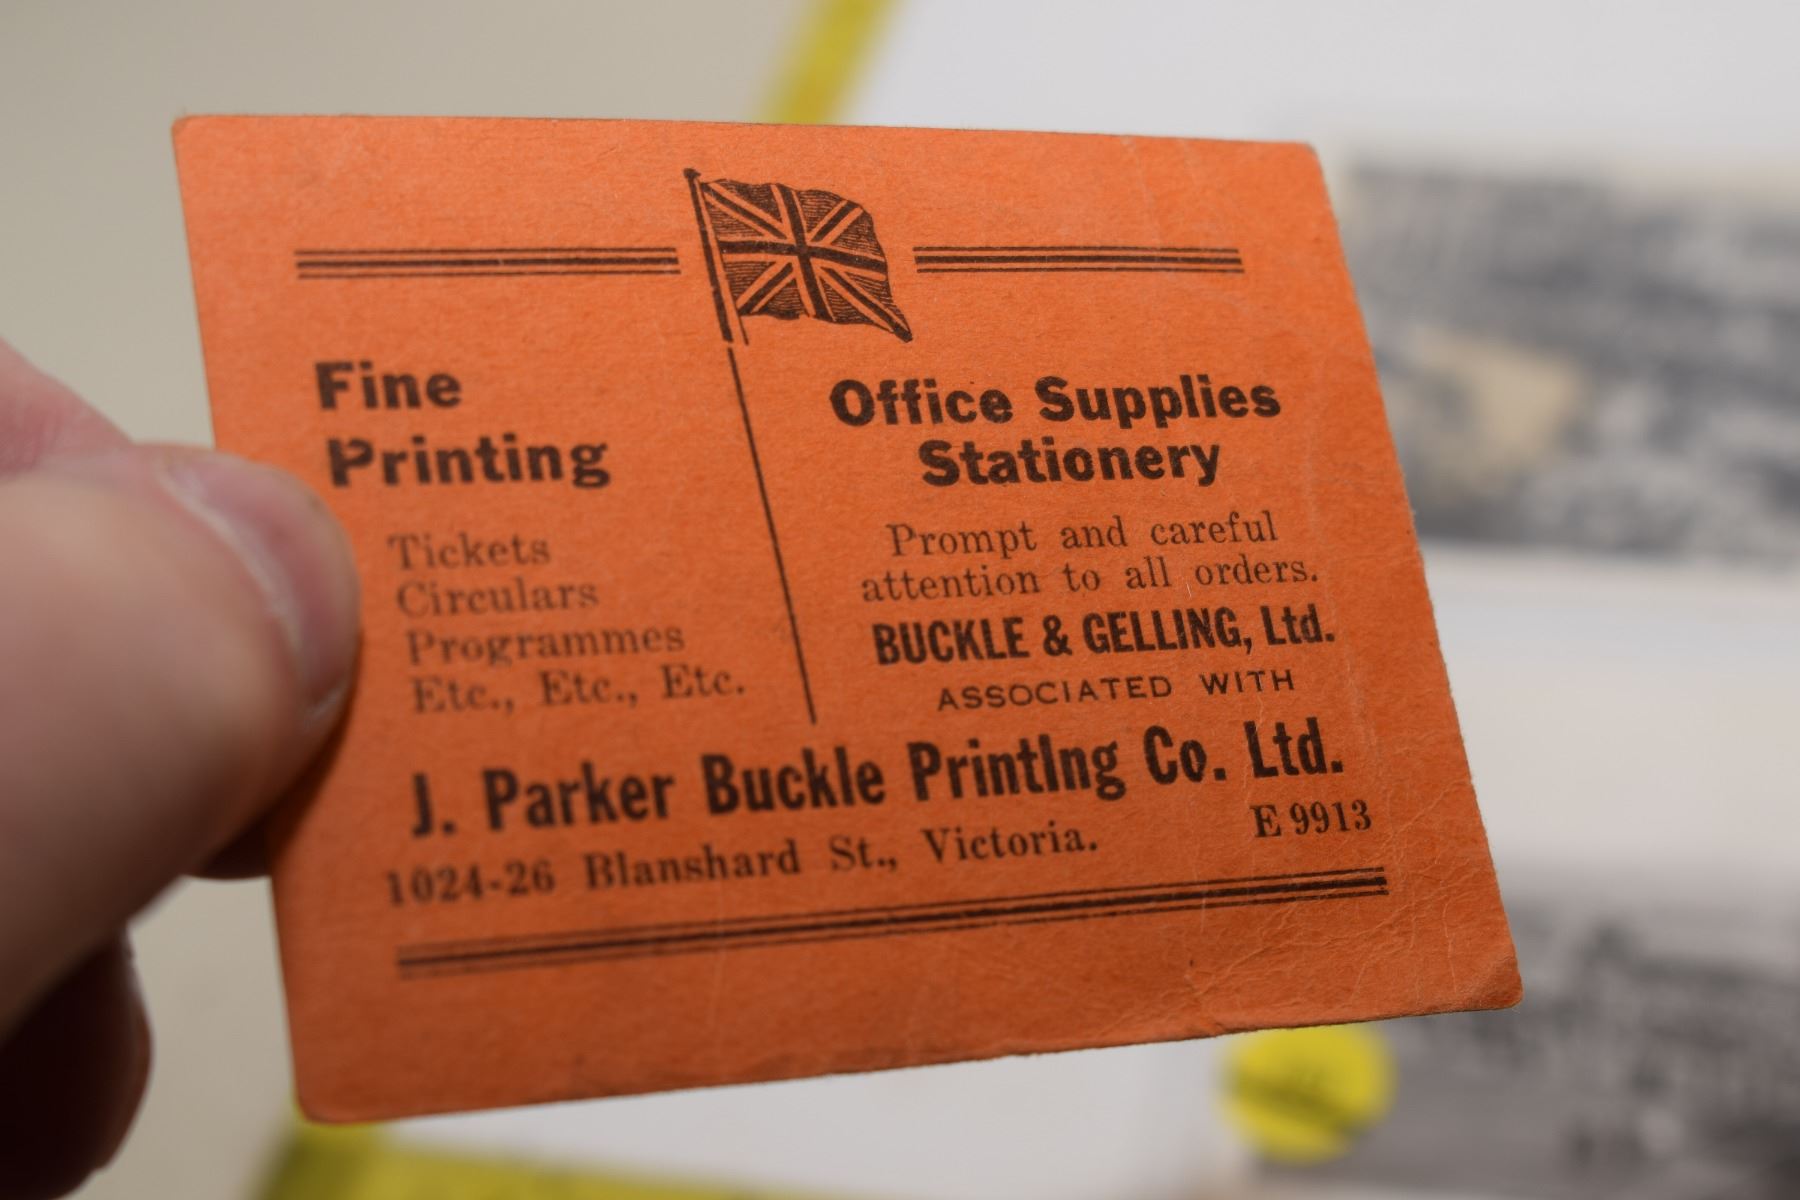 Fine
Printing
Tickets
Circulars
Programmes
Etc., Etc., Etc.
Office Supplies
Stationery
Prompt and careful
attention to all orders.
BUCKLE & GELLING, Ltd.
ASSOCIATED WITH
J. Parker Buckle PrintIng Co. Ltd.
1024-26 Blanshard St., Victoria. E 9913